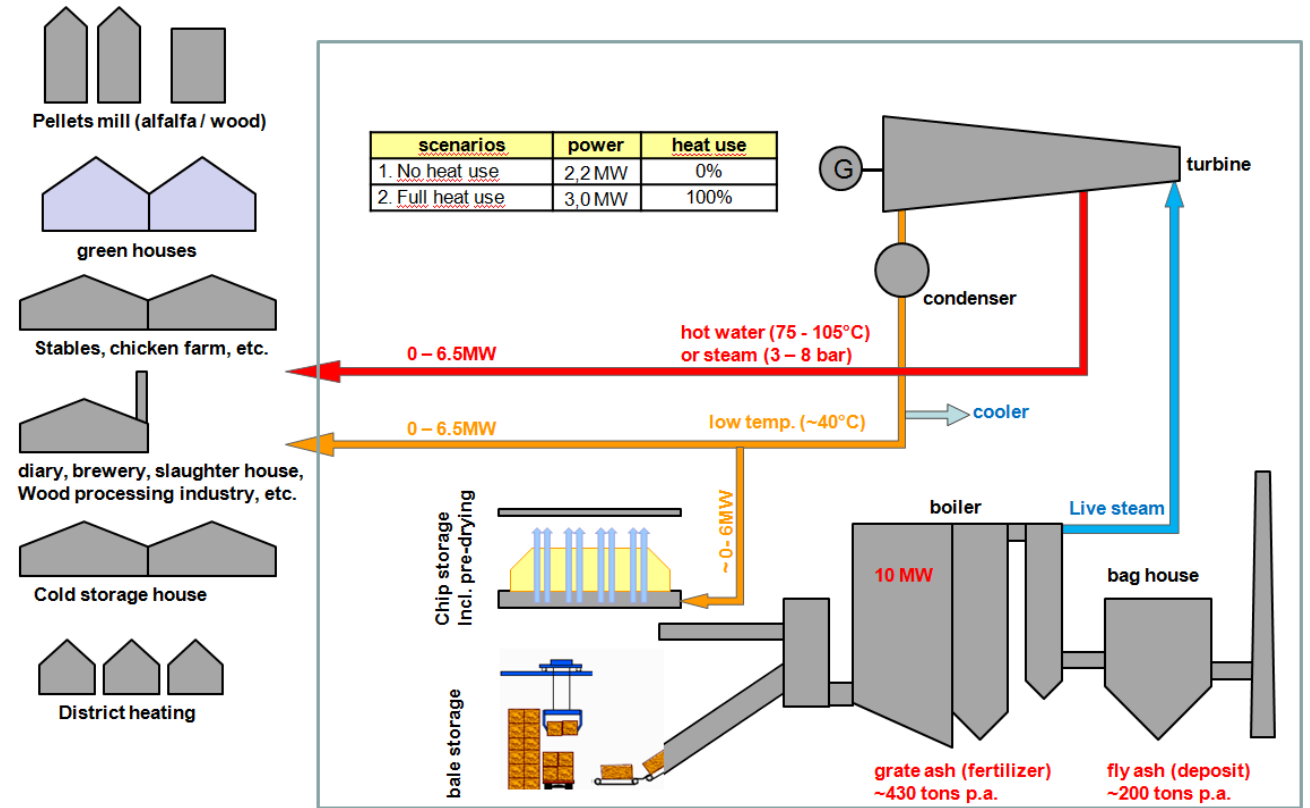 Pellets mill (alfalfa / wood)
green houses
Stables, chicken farm, etc.
diary, brewery, slaughter house,
Wood processing industry, etc.
Cold storage house
District heating
scenarios power heat use
1. No heat use 2,2 MW 0%
2. Full heat use 3,0 MW 100%
G
turbine
condenser
hot water (75 - 105°C)
or steam (3 – 8 bar)
0 – 6.5MW
cooler
low temp. (~40°C)
0 – 6.5MW
~ 0- 6MW
Chip storage
Incl. pre-drying
boiler
Live steam
10 MW
bag house
bale storage
grate ash (fertilizer)
~430 tons p.a.
fly ash (deposit)
~200 tons p.a.